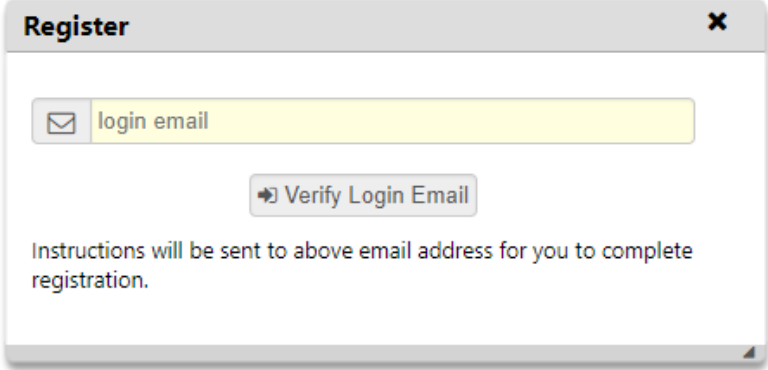 Register
login email
Verify Login Email
Instructions will be sent to above email address for you to complete
registration.